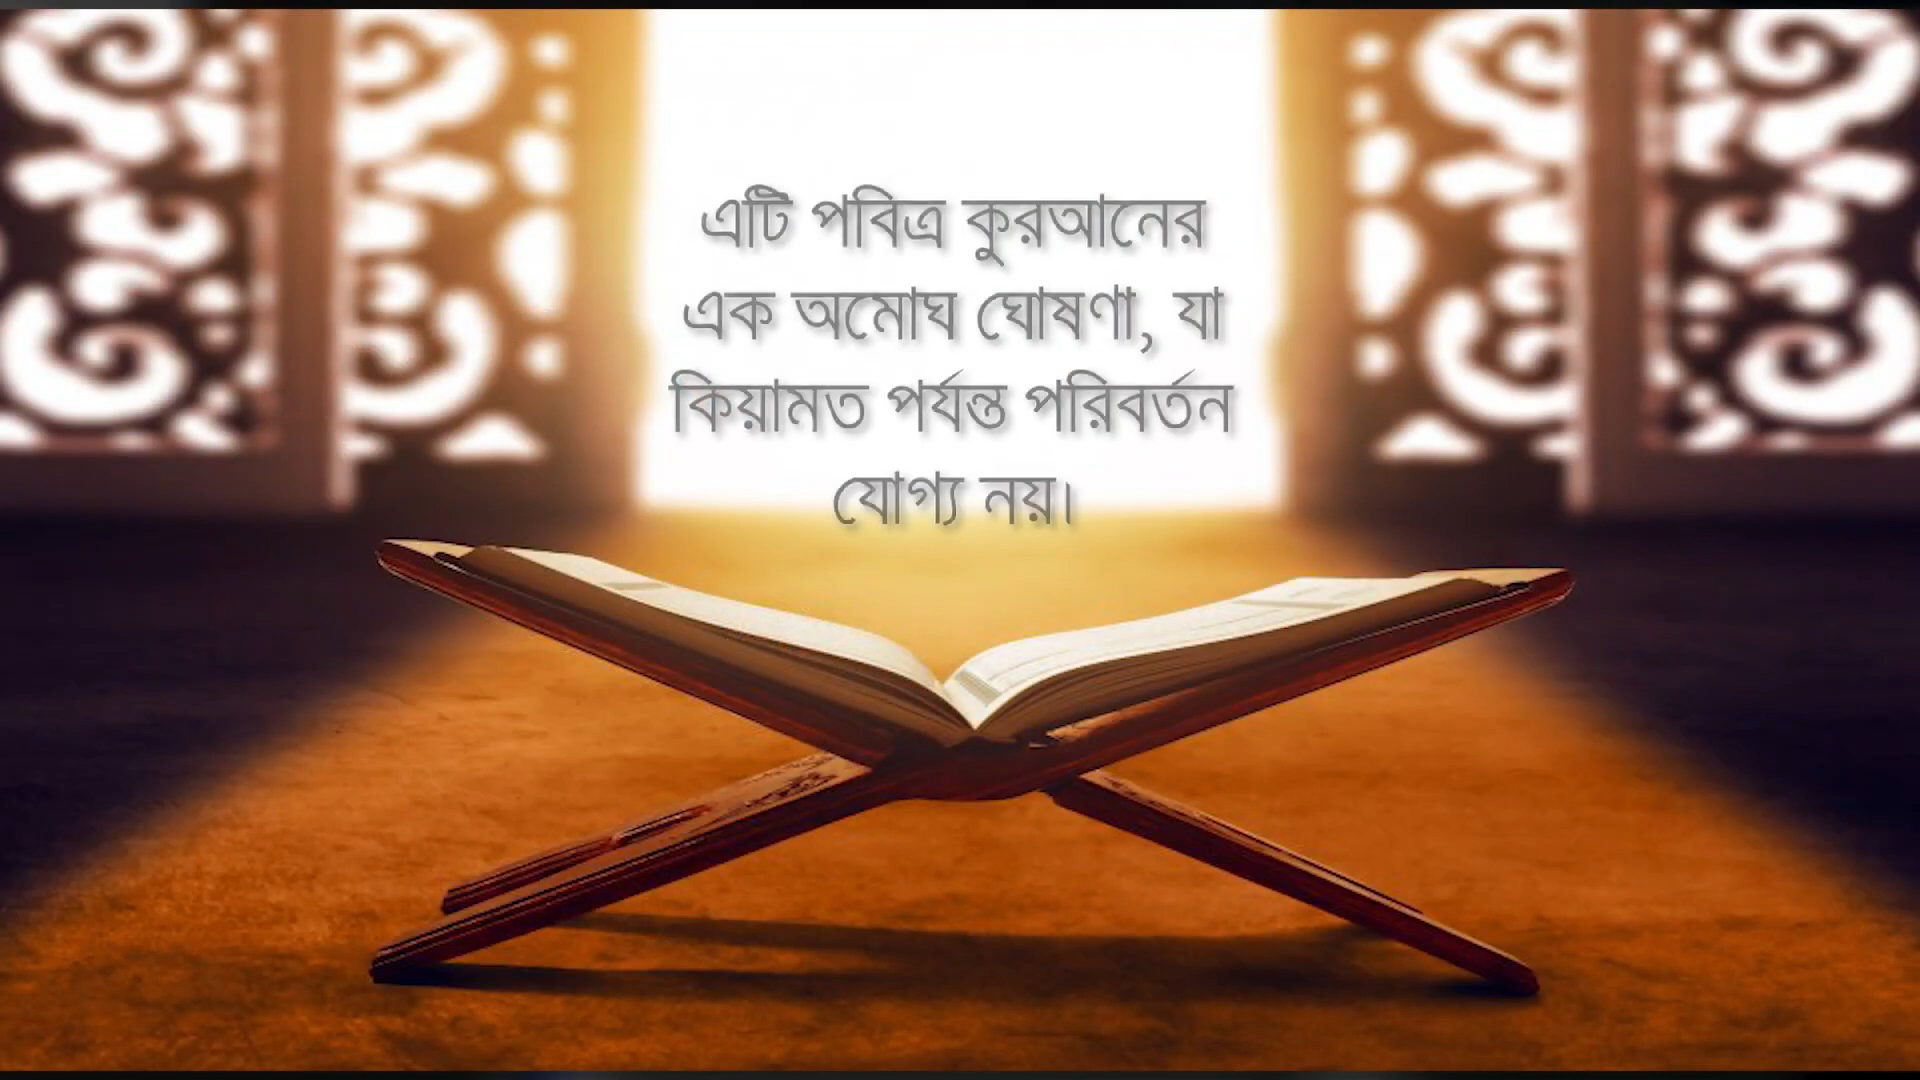 এটি পবিত্র কুরআনের
এক অমোঘ ঘোষণা, যা
কিয়ামত পর্যন্ত পরিবর্তন
যোগ্য নয়।